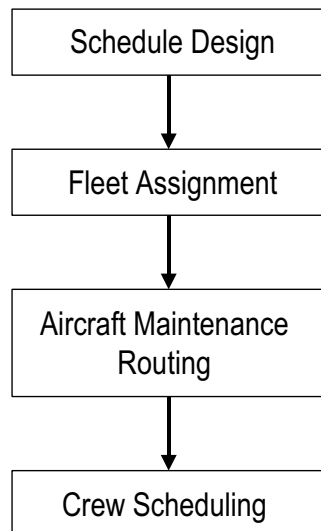 Schedule Design
Fleet Assignment
Aircraft Maintenance
Routing
Crew Scheduling